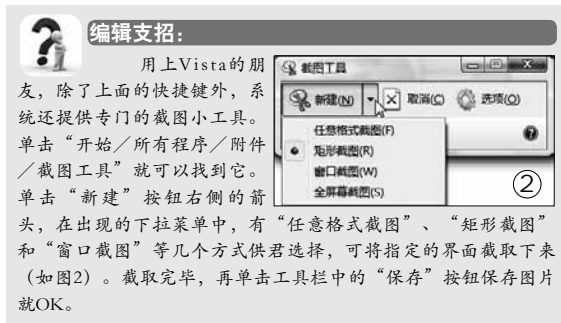 编辑支招：
用上Vista的朋
友，除了上面的快捷键外，系
统还提供专门的截图小工具。
单击“开始／所有程序／附件
／截图工具”就可以找到它。
单击“新建”按钮右侧的箭
头，在出现的下拉菜单中，有“任意格式截图”、“矩形截图”
和“窗口截图”等几个方式供君选择，可将指定的界面截取下来
（如图2）。截取完毕，再单击工具栏中的“保存”按钮保存图片
就OK。
截图工具
新建(N) 取消(C) 选项(O)
任意格式截图(F)
矩形截图(R)
窗口截图(W)
全屏幕截图(S)
②